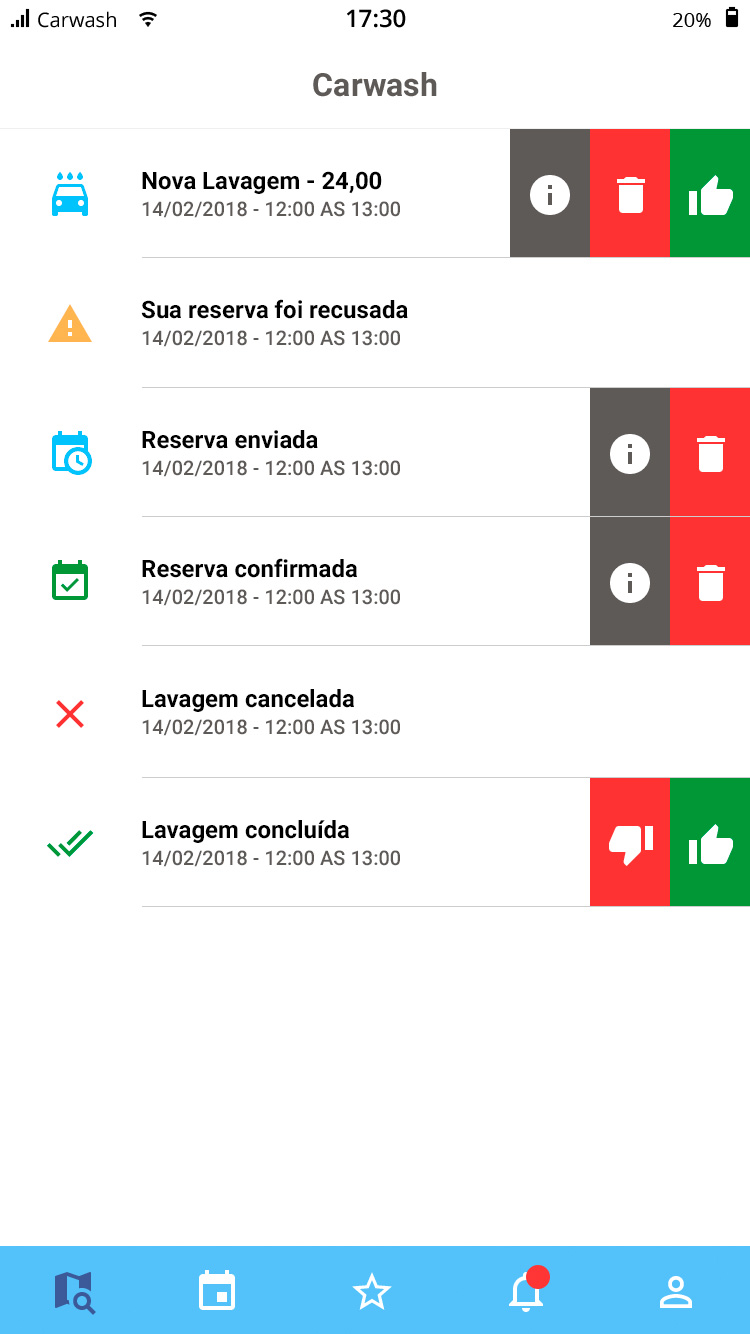 Carwash 17:30 20%
Carwash
Nova Lavagem - 24,00
14/02/2018 - 12:00 AS 13:00
Sua reserva foi recusada
14/02/2018 - 12:00 AS 13:00
Reserva enviada
14/02/2018 - 12:00 AS 13:00
Reserva confirmada
14/02/2018 - 12:00 AS 13:00
Lavagem cancelada
14/02/2018 - 12:00 AS 13:00
Lavagem concluída
14/02/2018 - 12:00 AS 13:00